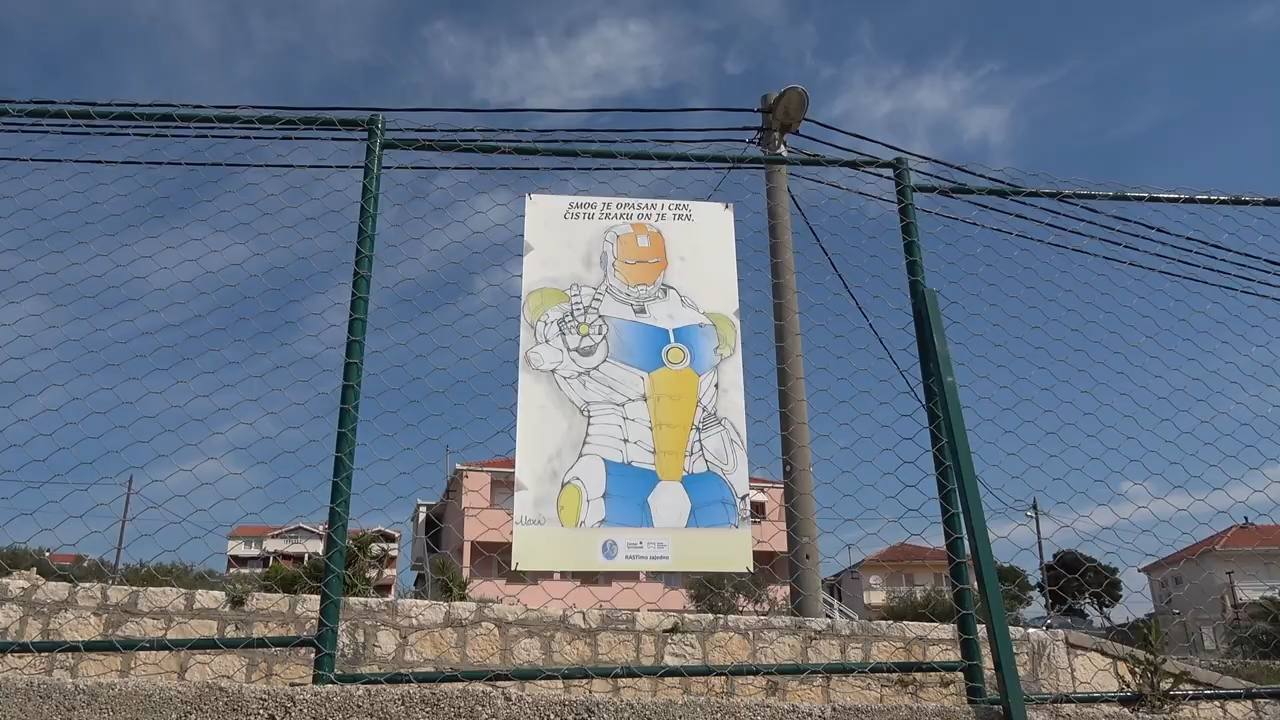 SMOG JE OPASAN I CRN,
ČISTU ZRAKU ON JE TRN.
RASTimo zajedno